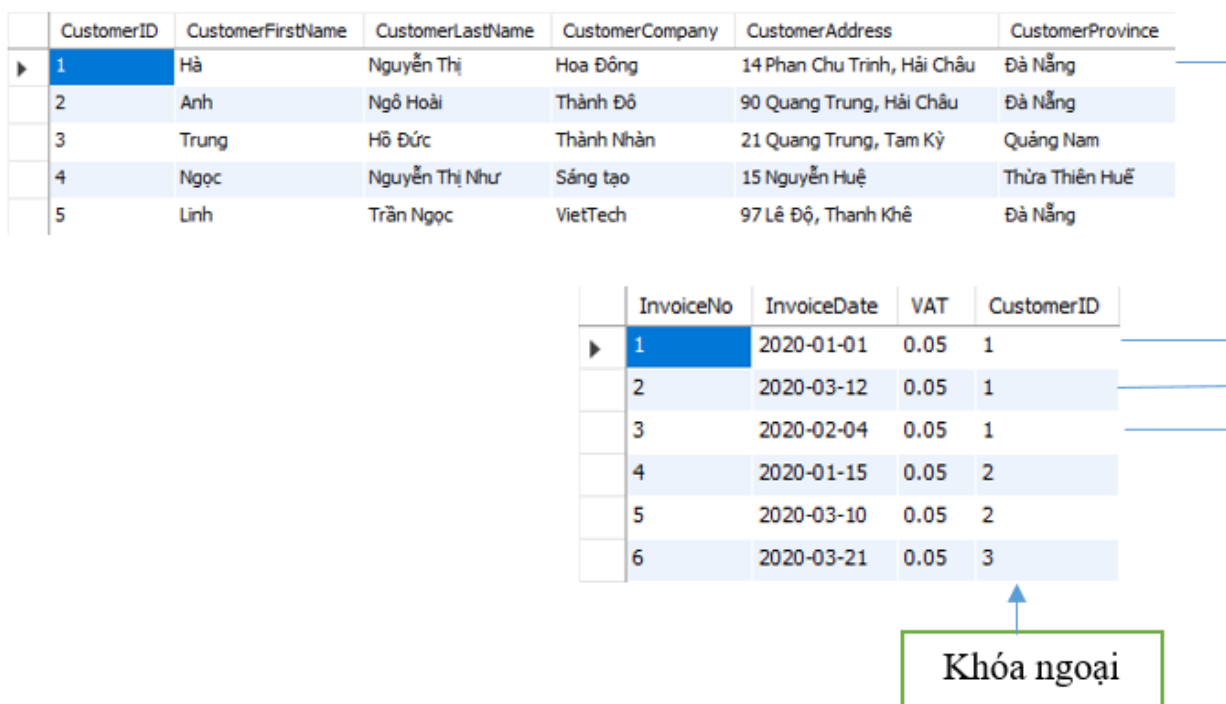 CustomerID CustomerFirstName CustomerLastName CustomerCompany CustomerAddress CustomerProvince
1 Hà Nguyễn Thị Hoa Đông 14 Phan Chu Trinh, Hải Châu Đà Nẵng
2 Anh Ngô Hoài Thành Đô 90 Quang Trung, Hải Châu Đà Nẵng
3 Trung Hồ Đức Thành Nhàn 21 Quang Trung, Tam Kỳ Quảng Nam
4 Ngọc Nguyễn Thị Như Sáng tạo 15 Nguyễn Huệ Thừa Thiên Huế
5 Linh Trần Ngọc VietTech 97 Lê Độ, Thanh Khê Đà Nẵng
InvoiceNo InvoiceDate VAT CustomerID
1 2020-01-01 0.05 1
2 2020-03-12 0.05 1
3 2020-02-04 0.05 1
4 2020-01-15 0.05 2
5 2020-03-10 0.05 2
6 2020-03-21 0.05 3
Khóa ngoại